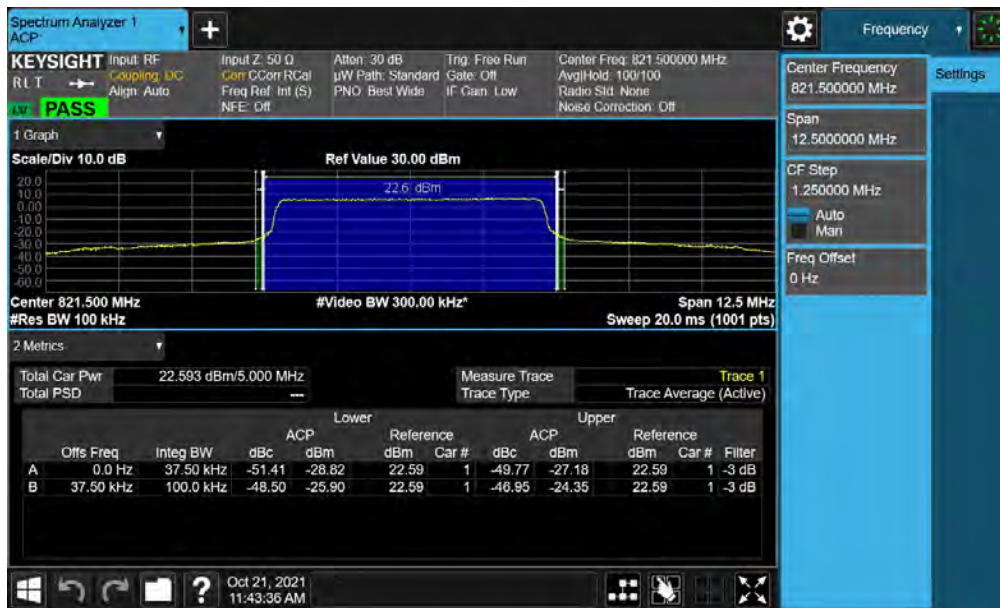 Spectrum Analyzer 1
ACP
+
Frequency
KEYSIGHT
Input: RF
Coupling: DC
Align: Auto
Input Z: 50 Ω
Corr CCorr RCal
Freq Ref: Int (S)
NFE: Off
Atten: 30 dB
µW Path: Standard
PNO: Best Wide
Trig: Free Run
Gate: Off
IF Gain: Low
Center Freq: 821.500000 MHz
Avg|Hold: 100/100
Radio Std: None
Noise Correction: Off
RLT
PASS
Center Frequency
821.500000 MHz
Settings
Span
12.5000000 MHz
CF Step
1.250000 MHz
Auto
Man
Freq Offset
0 Hz
1 Graph
Scale/Div 10.0 dB
Ref Value 30.00 dBm
22.6 dBm
20.0
10.0
0.00
-10.0
-20.0
-30.0
-40.0
-50.0
-60.0
Center 821.500 MHz
#Video BW 300.00 kHz*
Span 12.5 MHz
#Res BW 100 kHz
Sweep 20.0 ms (1001 pts)
2 Metrics
Total Car Pwr 22.593 dBm/5.000 MHz
Measure Trace Trace 1
Total PSD ---
Trace Type Trace Average (Active)
Lower Upper
ACP Reference ACP Reference
Offs Freq Integ BW dBc dBm dBm Car # dBc dBm dBm Car # Filter
A 0.0 Hz 37.50 kHz -51.41 -28.82 22.59 1 -49.77 -27.18 22.59 1 -3 dB
B 37.50 kHz 100.0 kHz -48.50 -25.90 22.59 1 -46.95 -24.35 22.59 1 -3 dB
?
Oct 21, 2021
11:43:36 AM